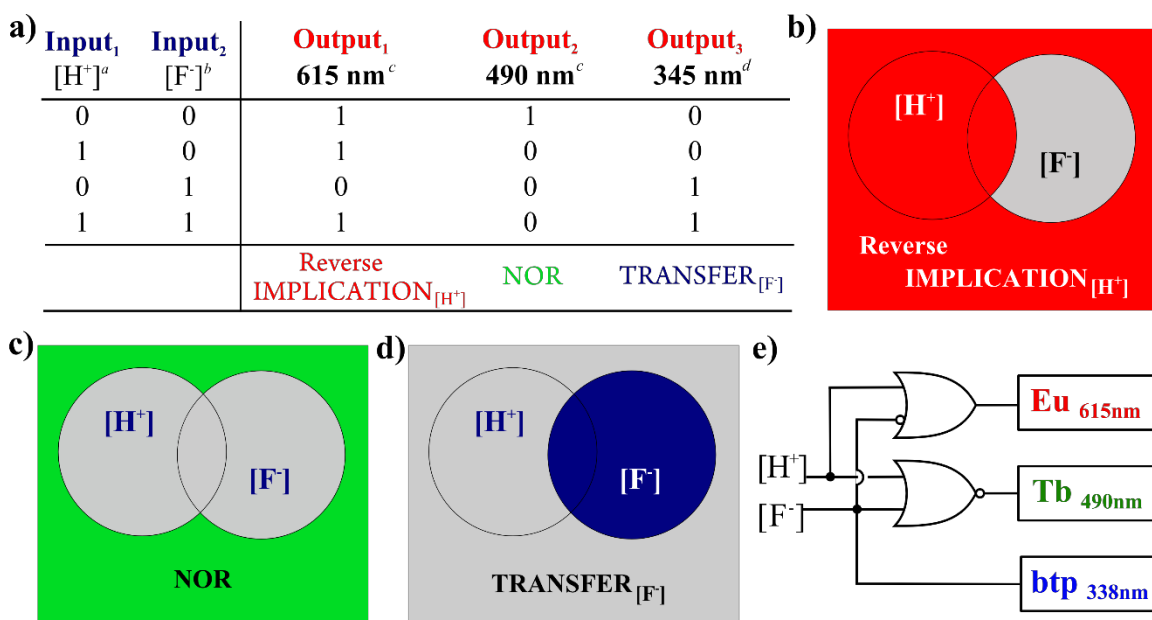 a)
Input₁ Input₂ Output₁ Output₂ Output₃
[H⁺]ᵃ [F⁻]ᵇ 615 nmᶜ 490 nmᶜ 345 nmᵈ
0 0 1 1 0
1 0 1 0 0
0 1 0 0 1
1 1 1 0 1
Reverse
IMPLICATION[H⁺] NOR TRANSFER[F⁻]
b)
[H⁺]
[F⁻]
Reverse
IMPLICATION[H⁺]
c)
[H⁺]
[F⁻]
NOR
d)
[H⁺]
[F⁻]
TRANSFER[F⁻]
e)
[H⁺]
[F⁻]
Eu 615nm
Tb 490nm
btp 338nm